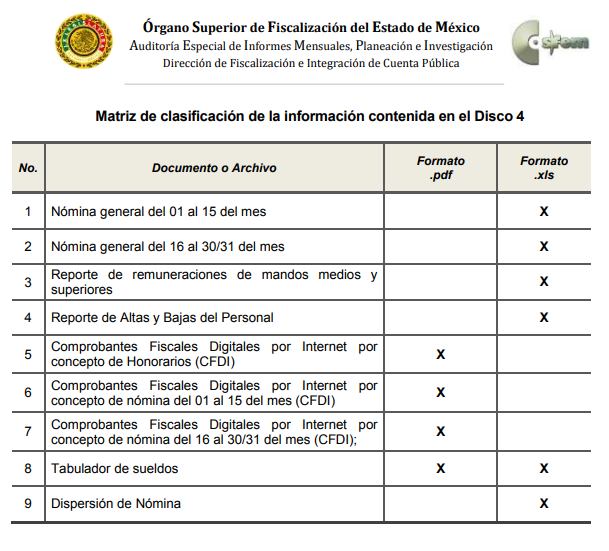 Órgano Superior de Fiscalización del Estado de México
Auditoría Especial de Informes Mensuales, Planeación e Investigación
Dirección de Fiscalización e Integración de Cuenta Pública
osfem
Matriz de clasificación de la información contenida en el Disco 4
No. Documento o Archivo Formato .pdf Formato .xls
1 Nómina general del 01 al 15 del mes X
2 Nómina general del 16 al 30/31 del mes X
3 Reporte de remuneraciones de mandos medios y
superiores X
4 Reporte de Altas y Bajas del Personal X
5 Comprobantes Fiscales Digitales por Internet por
concepto de Honorarios (CFDI) X
6 Comprobantes Fiscales Digitales por Internet por
concepto de nómina del 01 al 15 del mes (CFDI) X
7 Comprobantes Fiscales Digitales por Internet por
concepto de nómina del 16 al 30/31 del mes (CFDI); X
8 Tabulador de sueldos X X
9 Dispersión de Nómina X